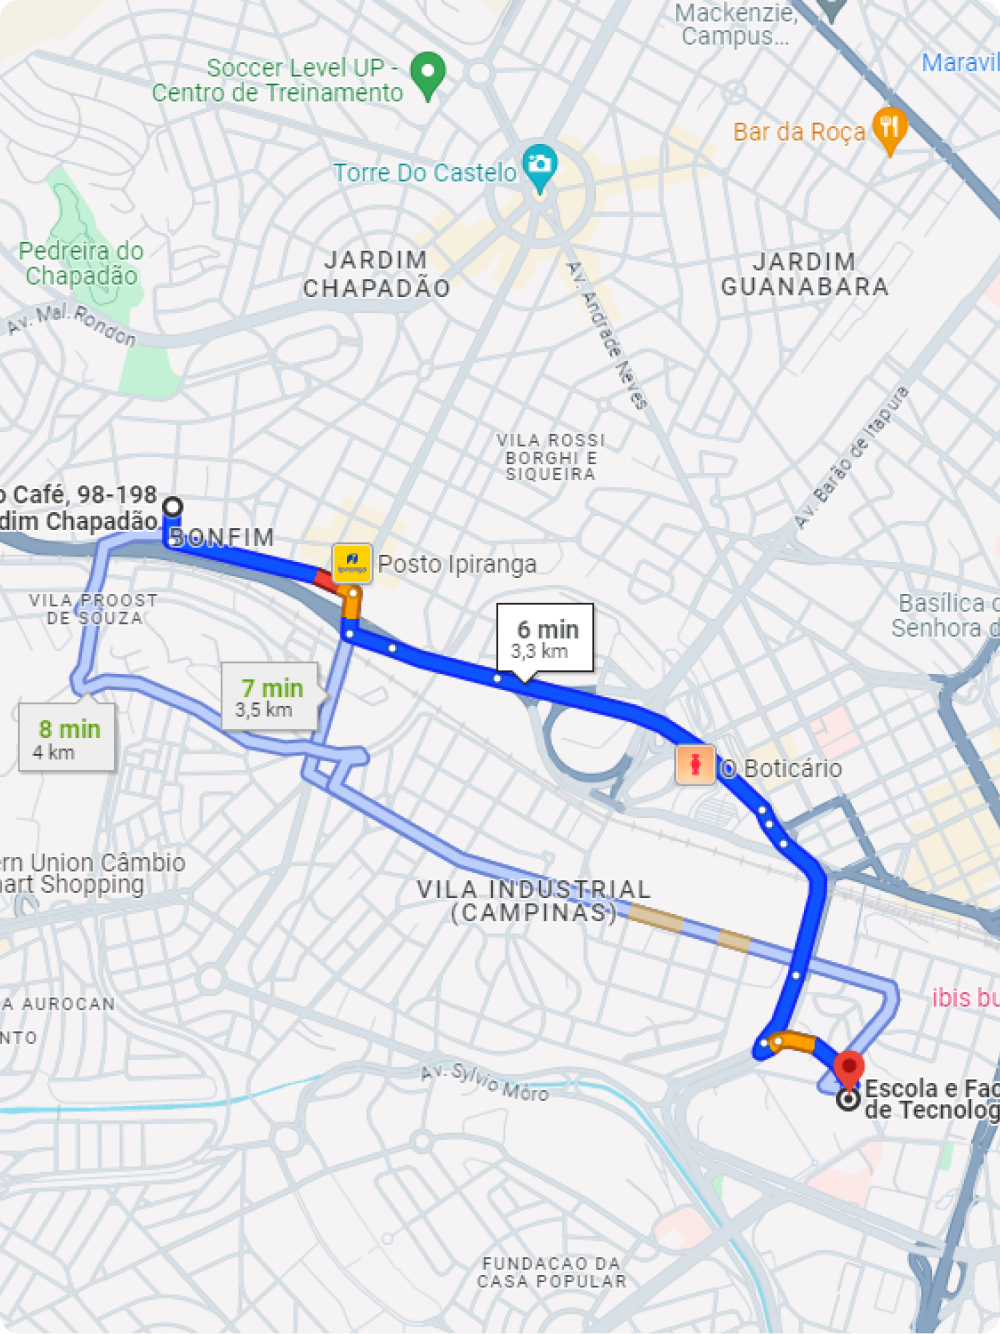 Mackenzie,
Campus...
Maravil
Soccer Level UP -
Centro de Treinamento
Bar da Roça
Torre Do Castelo
Pedreira do
Chapadão
JARDIM
CHAPADÃO
JARDIM
GUANABARA
Av. Mal. Rondon
Av. Andrade Neves
Av. Barão de Itapura
VILA ROSSI
BORGHI E
SIQUEIRA
o Café, 98-198
dim Chapadão
BONFIM
Ipiranga
Posto Ipiranga
VILA PROOST
DE SOUZA
Basílica
Senhora d
6 min
3,3 km
7 min
3,5 km
8 min
4 km
O Boticário
ern Union Câmbio
art Shopping
VILA INDUSTRIAL
(CAMPINAS)
A AUROCAN
NTO
ibis bu
Av. Sylvio Môro
Escola e Fac
de Tecnolog
FUNDACAO DA
CASA POPULAR